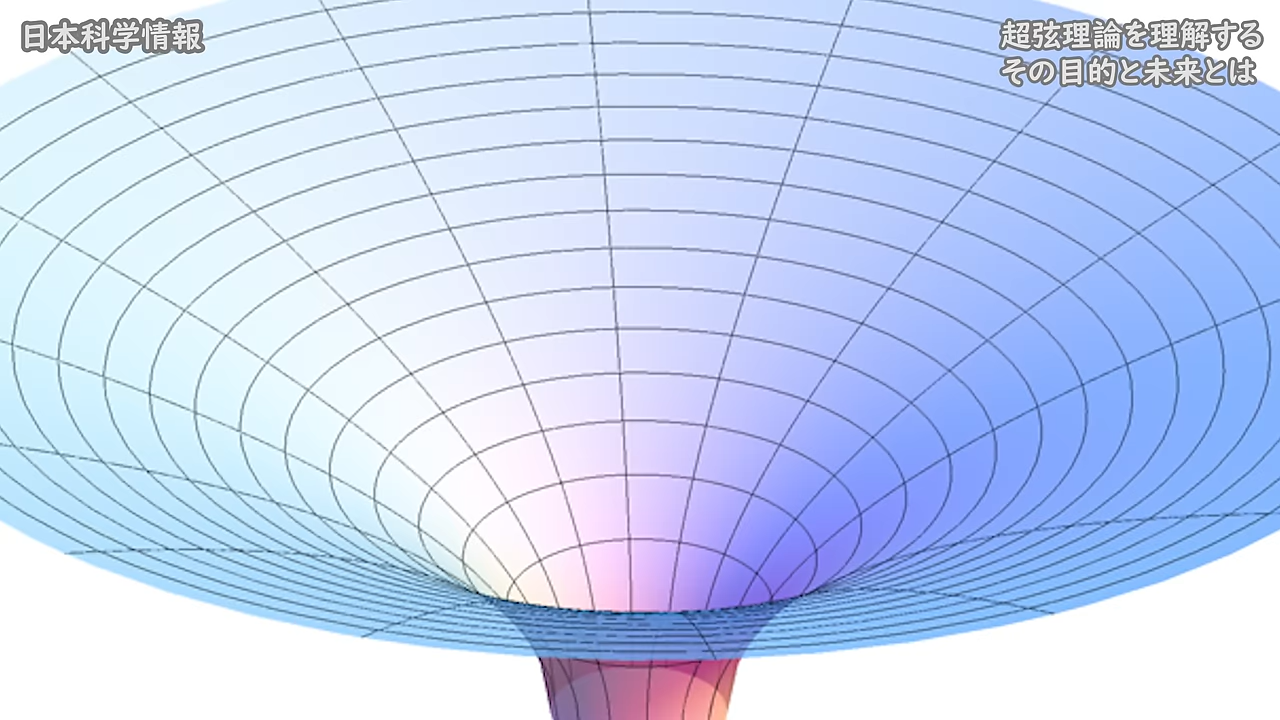 日本科学情報
超弦理論を理解する
その目的と未来とは